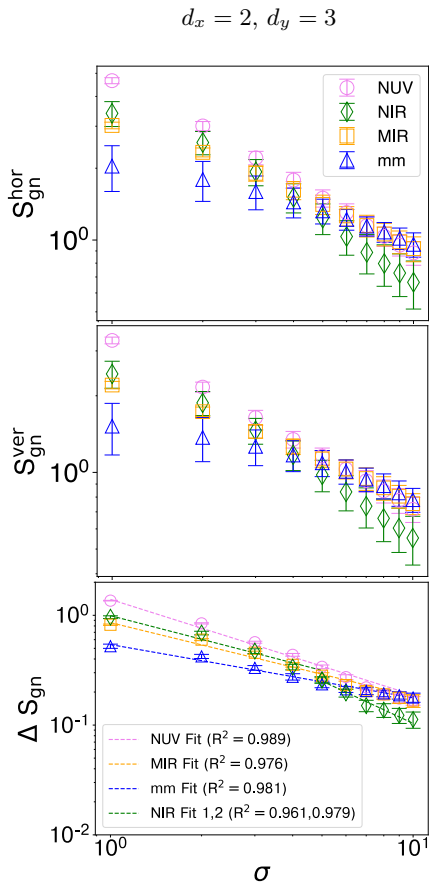 d_x = 2, d_y = 3
NUV
NIR
MIR
mm
S_gn^hor
10^0
S_gn^ver
10^0
Δ S_gn
10^0
10^-1
10^-2
NUV Fit (R² = 0.989)
MIR Fit (R² = 0.976)
mm Fit (R² = 0.981)
NIR Fit 1,2 (R² = 0.961,0.979)
10^0
10^1
σ